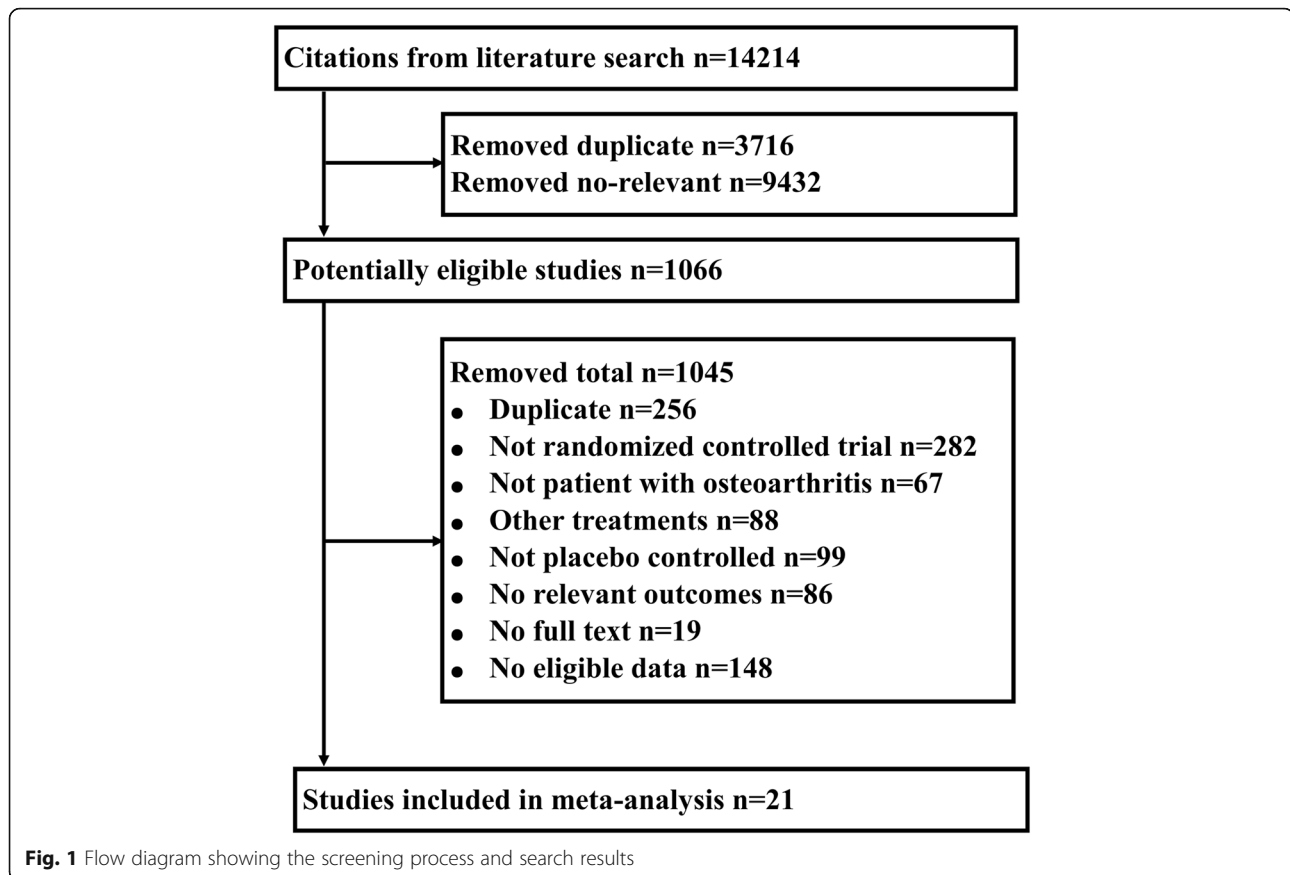 Citations from literature search n=14214
Removed duplicate n=3716
Removed no-relevant n=9432
Potentially eligible studies n=1066
Removed total n=1045
• Duplicate n=256
• Not randomized controlled trial n=282
• Not patient with osteoarthritis n=67
• Other treatments n=88
• Not placebo controlled n=99
• No relevant outcomes n=86
• No full text n=19
• No eligible data n=148
Studies included in meta-analysis n=21
Fig. 1 Flow diagram showing the screening process and search results